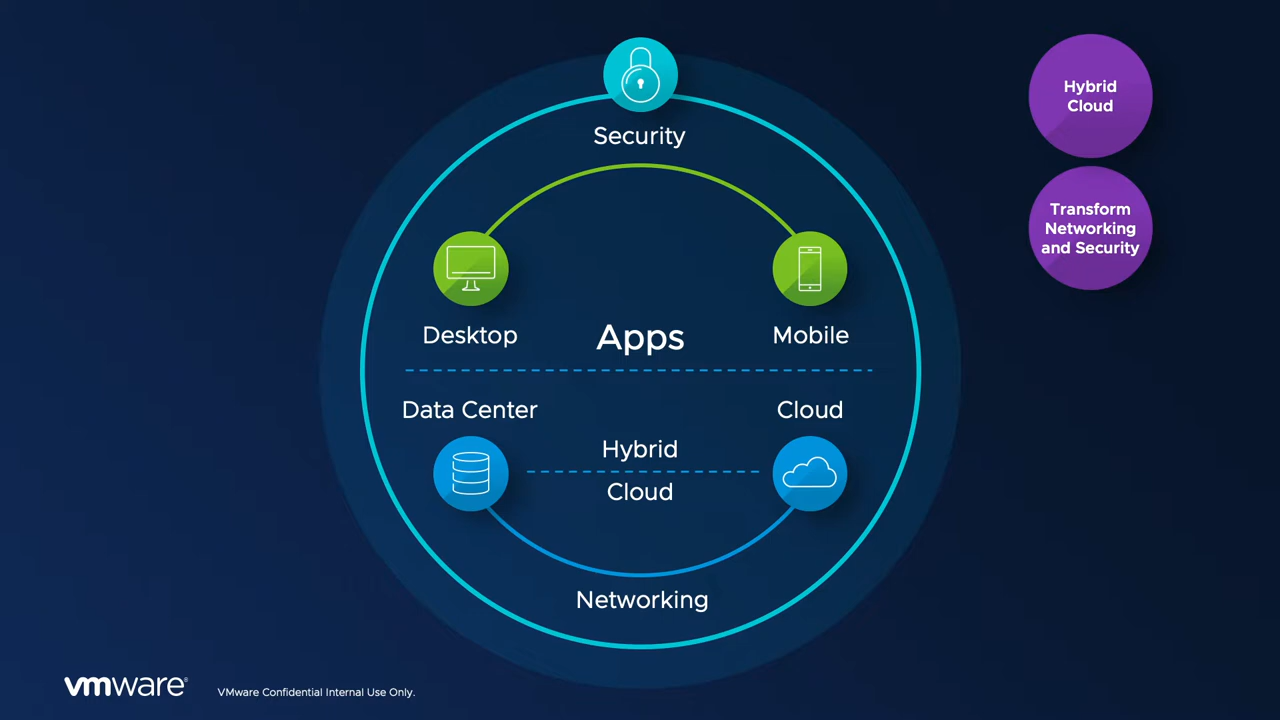 Security
Desktop
Apps
Mobile
Data Center
Cloud
Hybrid
Cloud
Networking
Hybrid
Cloud
Transform
Networking
and Security
vmware®
VMware Confidential Internal Use Only.